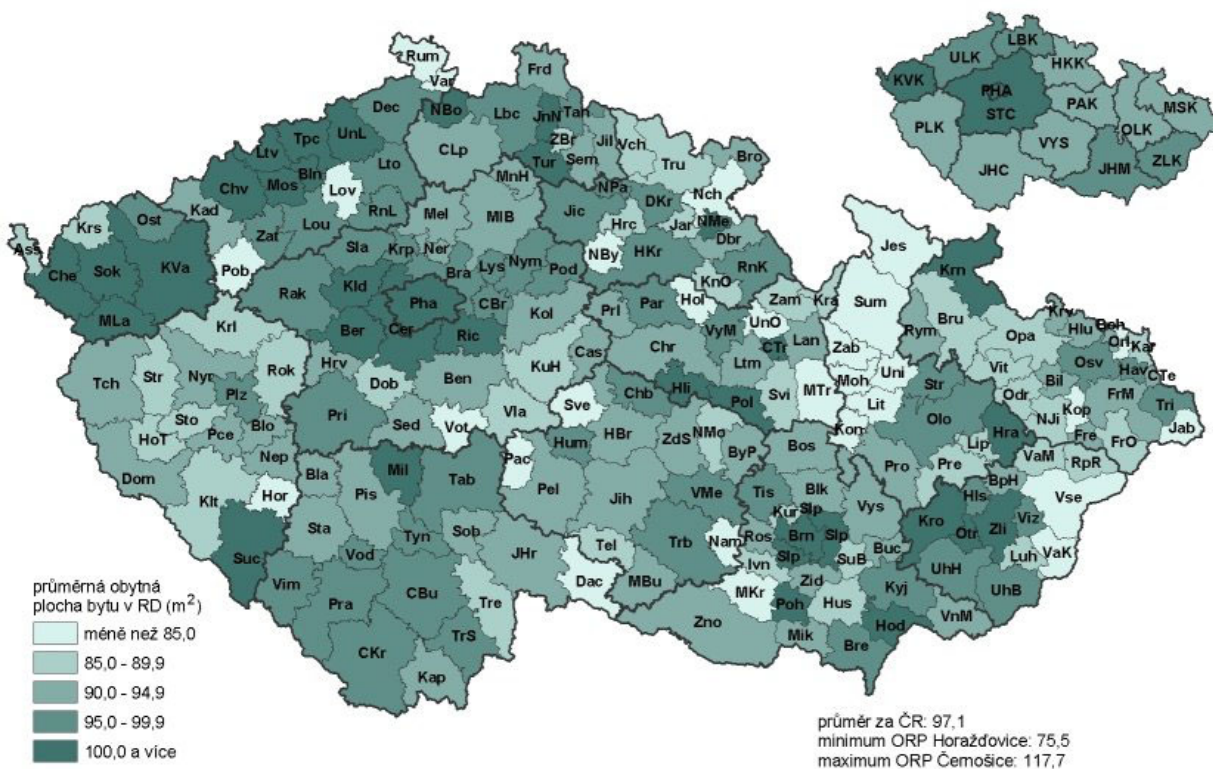 Rum
Var
Frd
Dec
NBo
Lbc
JnN
Tan
UnL
Tpc
Ltv
Bln
Chv
Mos
Lto
CLp
ZBr
Tur
Sem
Jil
Vch
Tru
Bro
MnH
NPa
Nch
Lov
RnL
Lou
Kad
Zat
Mel
MlB
Jic
DKr
Hrc
Jar
NMe
Dbr
Krs
Ost
Ass
Che
Sok
KVa
Pob
MLa
Sla
Krp
Ner
Bra
Lys
Nym
Pod
NBy
HKr
RnK
KnO
Rak
Kld
Pha
CBr
Kol
Ber
Cer
Ric
Prl
Par
Hol
Zam
Kra
UnO
VyM
CTr
Lan
Ltm
Chr
Jes
Krn
Sum
Zab
Rym
Bru
Opa
Krv
Hlu
Orl
Kar
Hav
CTe
Osv
Vit
Bil
Odr
NJi
Kop
FrM
Fre
FrO
Tri
Jab
Krl
Tch
Str
Nyr
Plz
Rok
Hrv
Dob
Ben
KuH
Cas
Sto
HoT
Pce
Blo
Nep
Dom
Klt
Hor
Suc
Pri
Sed
Vot
Vla
Sve
Chb
Hli
Pol
Svi
MTr
Moh
Uni
Lit
Kon
Str
Olo
Hra
Lip
Pre
Pro
VaM
RpR
BpH
Bla
Pis
Mil
Tab
Pac
Hum
HBr
ZdS
NMo
ByP
Bos
Pel
Jih
VMe
Tis
Blk
Kur
Slp
Vys
Sta
Vod
Tyn
Sob
JHr
Tel
Trb
Nam
Ros
Brn
Slp
Ivn
Slp
SuB
Buc
Kro
Otr
Hls
Zli
Viz
Vse
VaK
Luh
Vim
Pra
CBu
Tre
Dac
MBu
MKr
Zid
Poh
Hus
Kyj
UhH
UhB
CKr
TrS
Kap
Zno
Mik
Bre
Hod
VnM
KVK
ULK
LBK
HKK
PHA
STC
PAK
MSK
PLK
VYS
OLK
JHC
JHM
ZLK
průměrná obytná
plocha bytu v RD (m²)
méně než 85,0
85,0 - 89,9
90,0 - 94,9
95,0 - 99,9
100,0 a více
průměr za ČR: 97,1
minimum ORP Horažďovice: 75,5
maximum ORP Černošice: 117,7